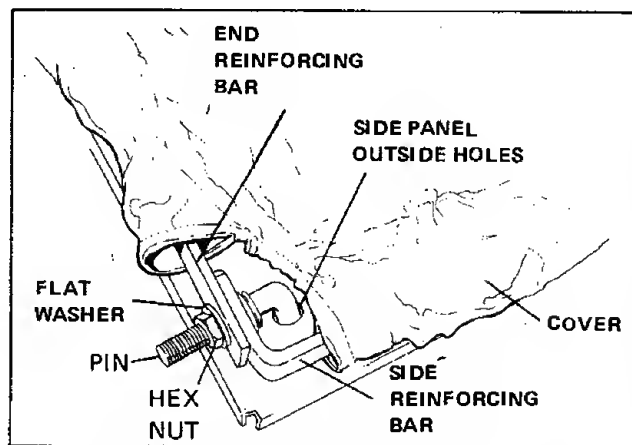 END
REINFORCING
BAR
SIDE PANEL
OUTSIDE HOLES
FLAT
WASHER
COVER
PIN
HEX
NUT
SIDE
REINFORCING
BAR